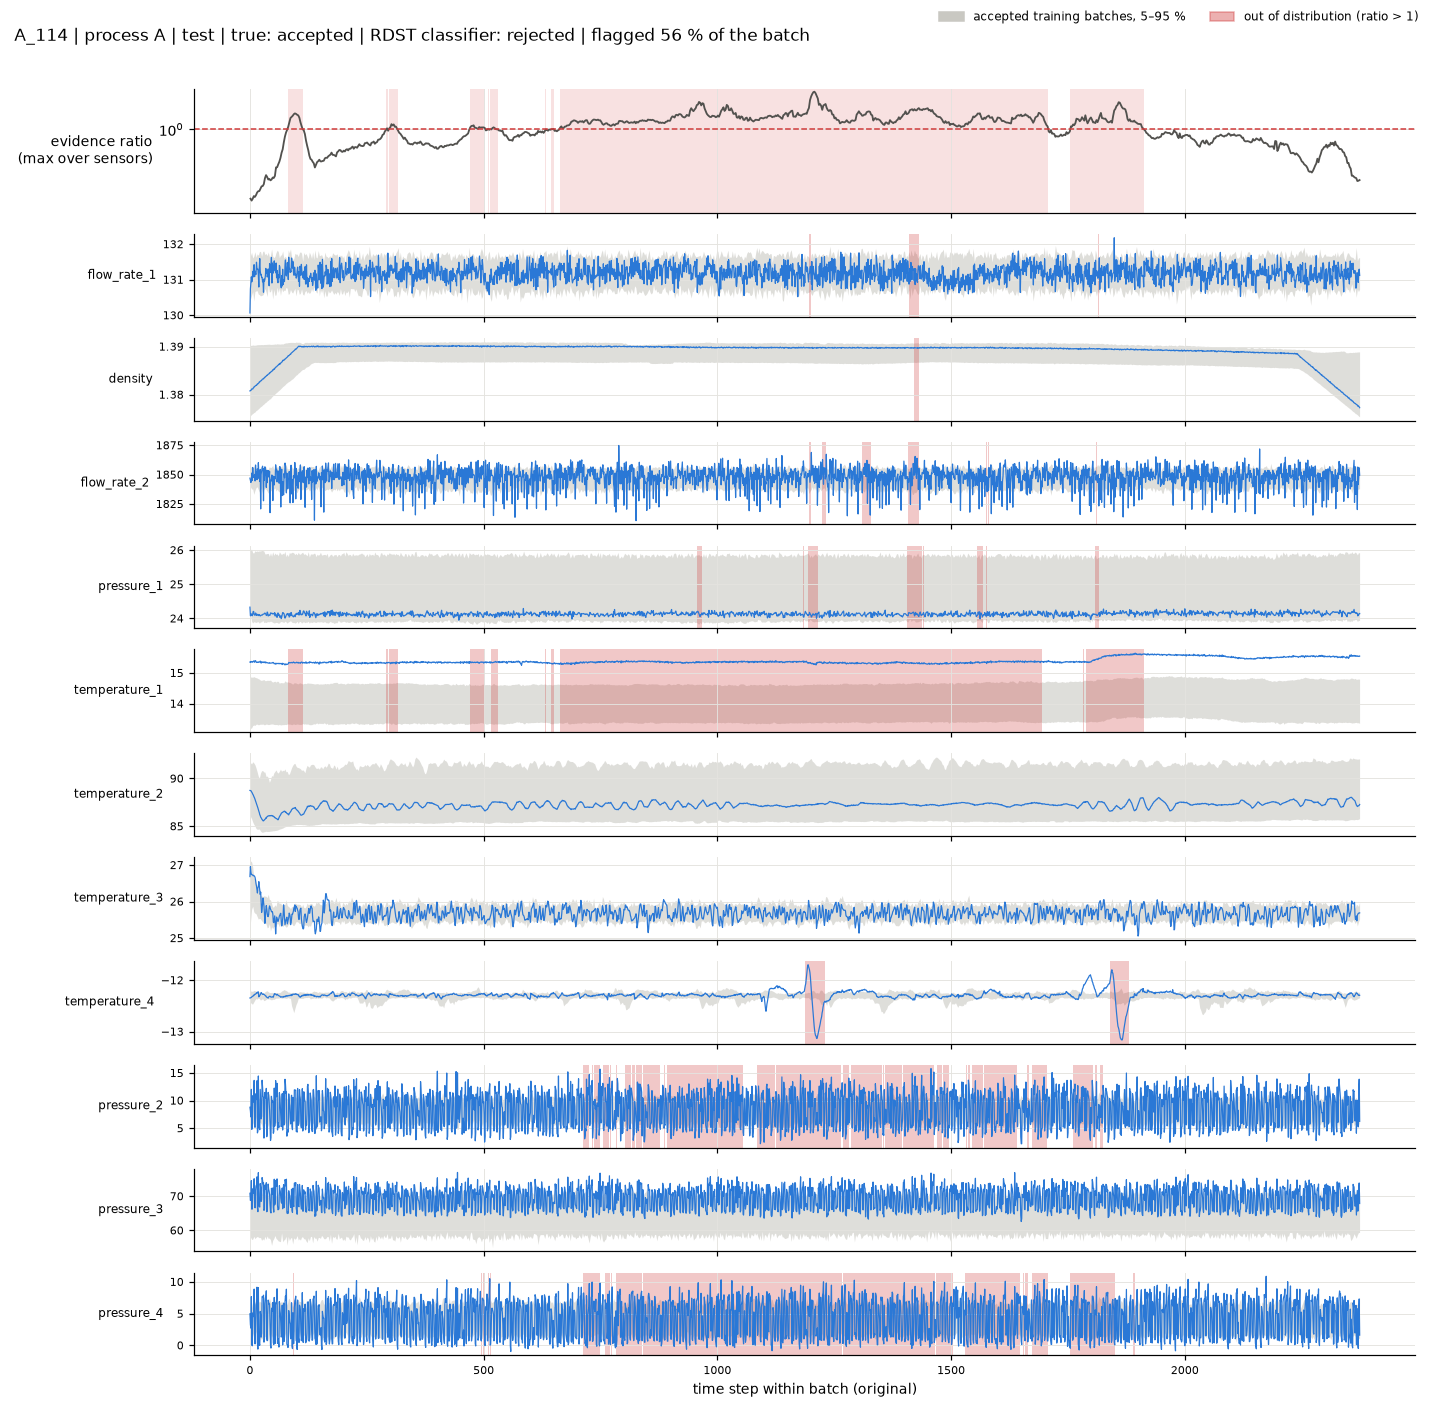 accepted training batches, 5–95 %
out of distribution (ratio > 1)
A_114 | process A | test | true: accepted | RDST classifier: rejected | flagged 56 % of the batch
evidence ratio
(max over sensors)
10⁰
flow_rate_1
132
131
130
density
1.39
1.38
flow_rate_2
1875
1850
1825
pressure_1
26
25
24
temperature_1
15
14
temperature_2
90
85
temperature_3
27
26
25
temperature_4
−12
−13
pressure_2
15
10
5
pressure_3
70
60
pressure_4
10
5
0
0 500 1000 1500 2000
time step within batch (original)